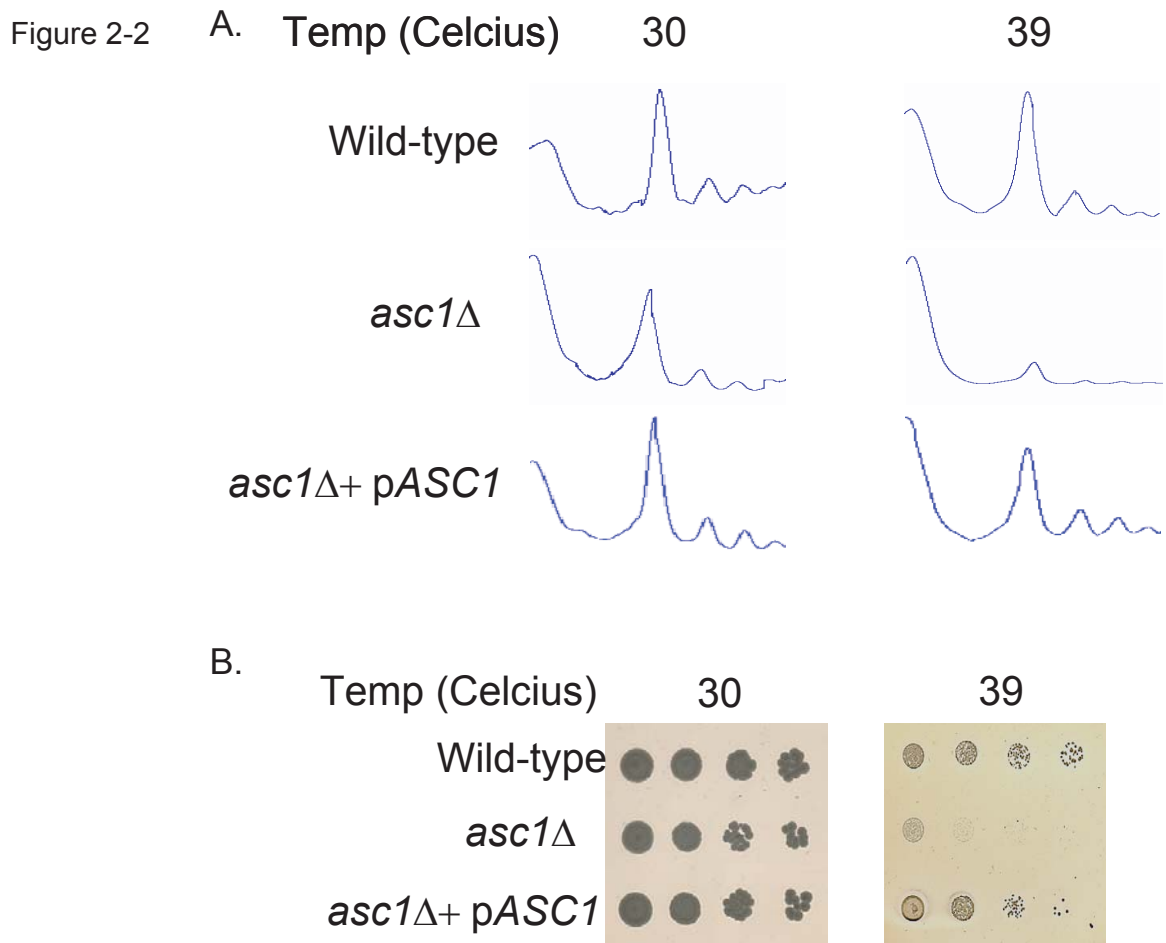 Figure 2-2
A.
Temp (Celcius) 30 39
Wild-type
asc1Δ
asc1Δ+ pASC1
B.
Temp (Celcius) 30 39
Wild-type
asc1Δ
asc1Δ+ pASC1